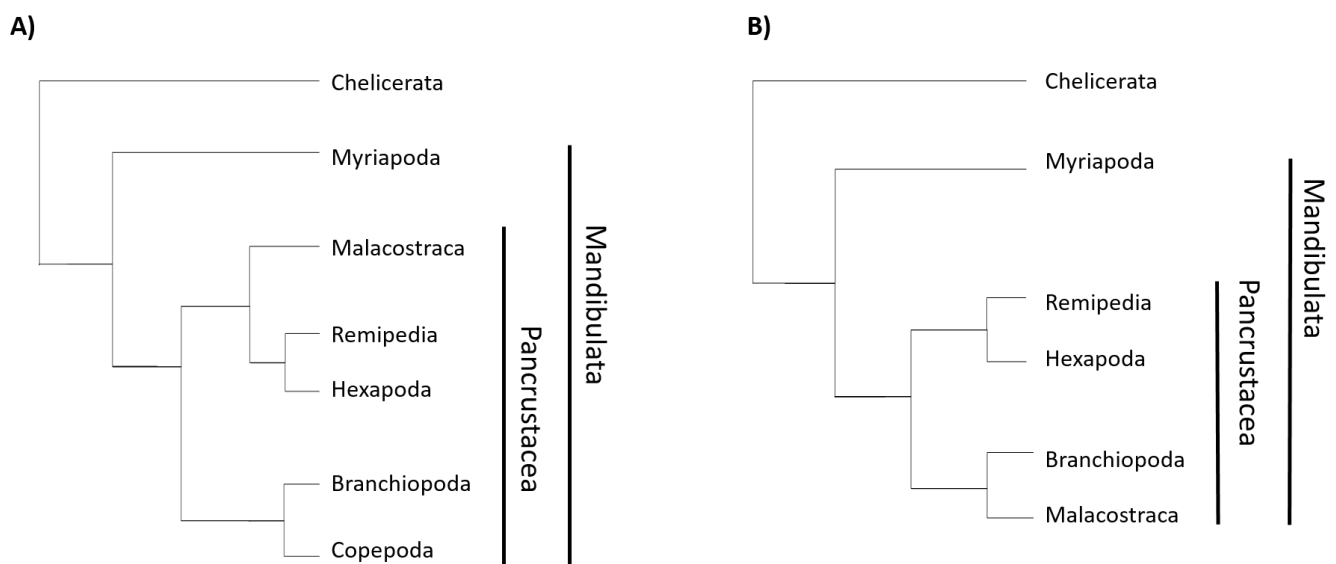 A)
Chelicerata
Myriapoda
Malacostraca
Remipedia
Hexapoda
Branchiopoda
Copepoda
Pancrustacea
Mandibulata
B)
Chelicerata
Myriapoda
Remipedia
Hexapoda
Branchiopoda
Malacostraca
Pancrustacea
Mandibulata